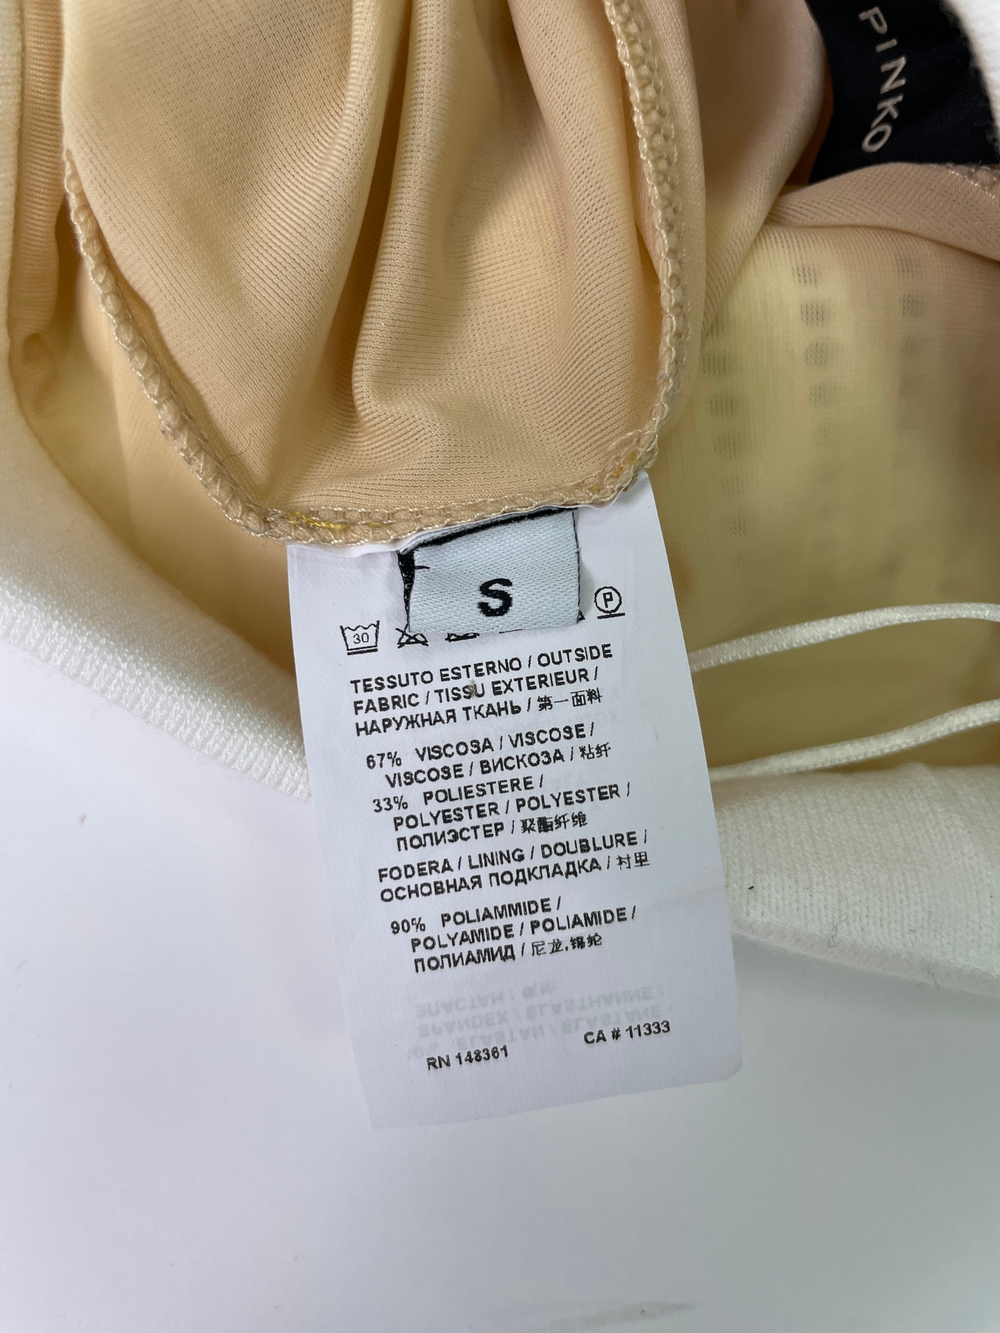 PINKO
S
30 P
TESSUTO ESTERNO / OUTSIDE
FABRIC / TISSU EXTERIEUR /
НАРУЖНАЯ ТКАНЬ / 第一面料
67% VISCOSA / VISCOSE /
VISCOSE / ВИСКОЗА / 粘纤
33% POLIESTERE /
POLYESTER / POLYESTER /
ПОЛИЭСТЕР / 聚酯纤维
FODERA / LINING / DOUBLURE /
ОСНОВНАЯ ПОДКЛАДКА / 衬里
90% POLIAMMIDE /
POLYAMIDE / POLIAMIDE /
ПОЛИАМИД / 尼龙,锦纶
RN 148361 CA # 11333